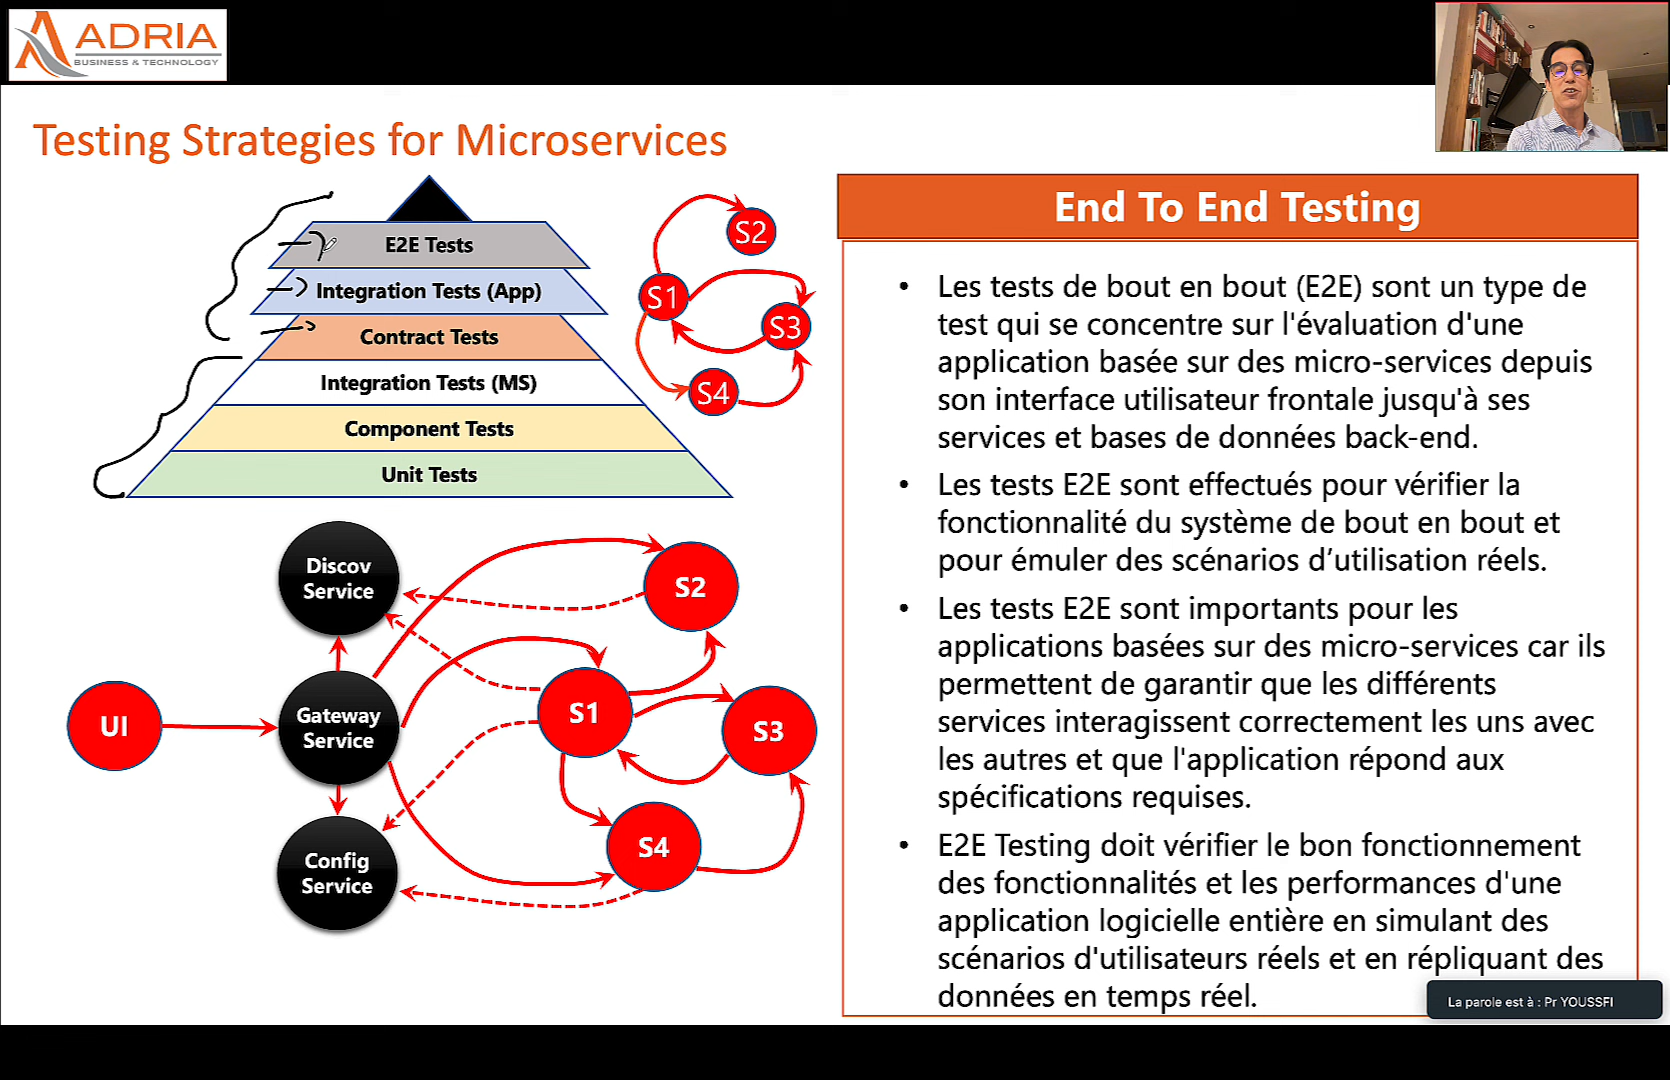 ADRIA
BUSINESS & TECHNOLOGY
Testing Strategies for Microservices
E2E Tests
Integration Tests (App)
Contract Tests
Integration Tests (MS)
Component Tests
Unit Tests
S2
S1
S3
S4
Discov
Service
S2
UI
Gateway
Service
S1
S3
Config
Service
S4
End To End Testing
• Les tests de bout en bout (E2E) sont un type de
test qui se concentre sur l'évaluation d'une
application basée sur des micro-services depuis
son interface utilisateur frontale jusqu'à ses
services et bases de données back-end.
• Les tests E2E sont effectués pour vérifier la
fonctionnalité du système de bout en bout et
pour émuler des scénarios d’utilisation réels.
• Les tests E2E sont importants pour les
applications basées sur des micro-services car ils
permettent de garantir que les différents
services interagissent correctement les uns avec
les autres et que l'application répond aux
spécifications requises.
• E2E Testing doit vérifier le bon fonctionnement
des fonctionnalités et les performances d'une
application logicielle entière en simulant des
scénarios d'utilisateurs réels et en répliquant des
données en temps réel.
La parole est à : Pr YOUSSFI